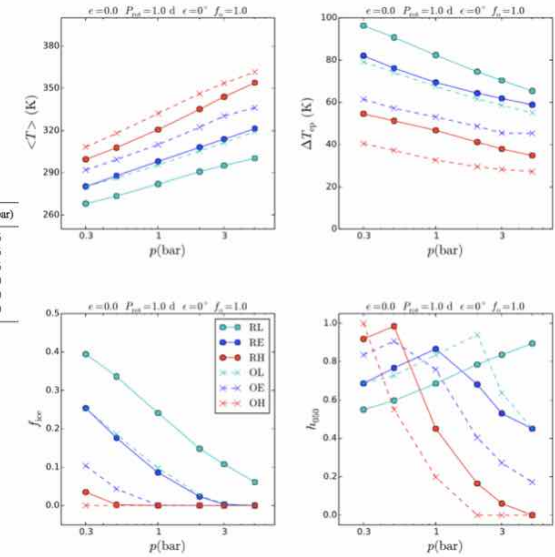 ϵ=0.0 P_rot=1.0 d ϵ=0° f_o=1.0
380
350
320
290
260
<T> (K)
0.3 1 3
p(bar)
ϵ=0.0 P_rot=1.0 d ϵ=0° f_o=1.0
100
80
60
40
20
0
ΔT_ep (K)
0.3 1 3
p(bar)
bar)
ϵ=0.0 P_rot=1.0 d ϵ=0° f_o=1.0
0.5
0.4
0.3
0.2
0.1
0.0
f_ice
RL
RE
RH
OL
OE
OH
0.3 1 3
p(bar)
ϵ=0.0 P_rot=1.0 d ϵ=0° f_o=1.0
1.0
0.8
0.6
0.4
0.2
0.0
h_050
0.3 1 3
p(bar)